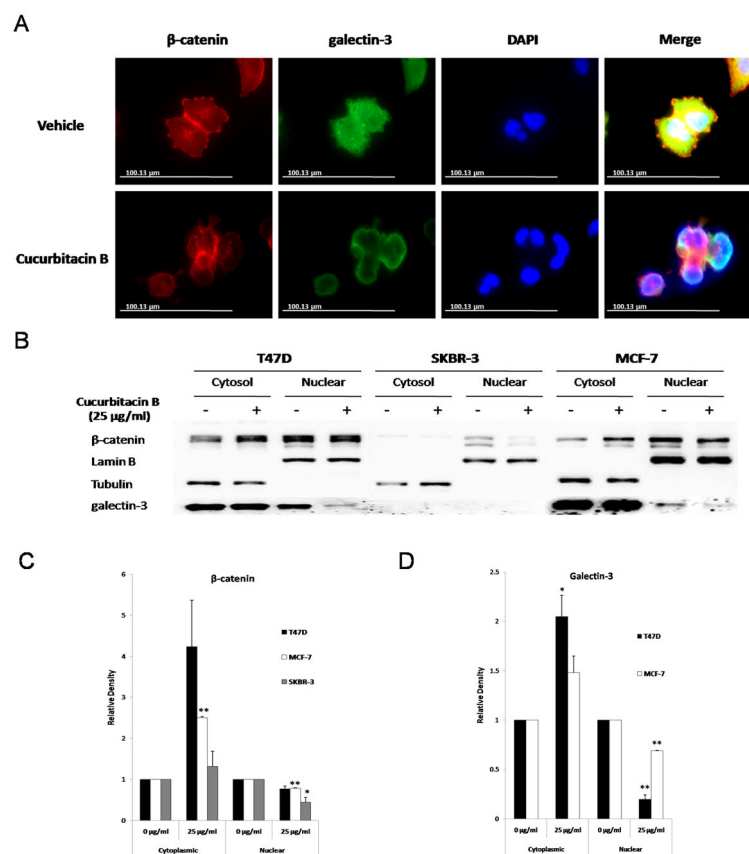 A
β-catenin galectin-3 DAPI Merge
Vehicle
100.13 µm 100.13 µm 100.13 µm 100.13 µm
Cucurbitacin B
100.13 µm 100.13 µm 100.13 µm 100.13 µm
B
T47D SKBR-3 MCF-7
Cytosol Nuclear Cytosol Nuclear Cytosol Nuclear
Cucurbitacin B
(25 µg/ml)
- + - + - + - + - + - +
β-catenin
Lamin B
Tubulin
galectin-3
C
β-catenin
6
5
4
3
2
1
0
Relative Density
T47D
MCF-7
SKBR-3
** ** *
0 µg/ml 25 µg/ml 0 µg/ml 25 µg/ml
Cytoplasmic Nuclear
D
Galectin-3
2.5
2
1.5
1
0.5
0
Relative Density
T47D
MCF-7
* ** **
0 µg/ml 25 µg/ml 0 µg/ml 25 µg/ml
Cytoplasmic Nuclear